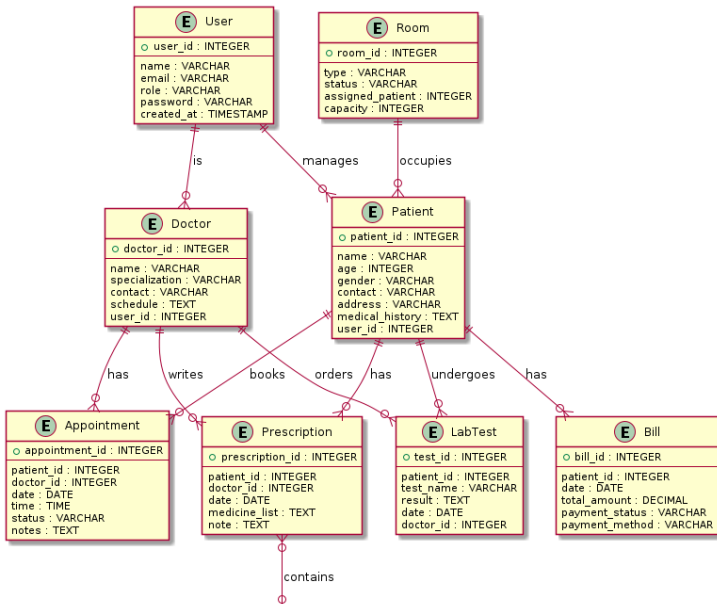 E User
user_id : INTEGER
name : VARCHAR
email : VARCHAR
role : VARCHAR
password : VARCHAR
created_at : TIMESTAMP
E Room
room_id : INTEGER
type : VARCHAR
status : VARCHAR
assigned_patient : INTEGER
capacity : INTEGER
is
manages
occupies
E Doctor
doctor_id : INTEGER
name : VARCHAR
specialization : VARCHAR
contact : VARCHAR
schedule : TEXT
user_id : INTEGER
E Patient
patient_id : INTEGER
name : VARCHAR
age : INTEGER
gender : VARCHAR
contact : VARCHAR
address : VARCHAR
medical_history : TEXT
user_id : INTEGER
has
writes
books
orders
has
undergoes
has
E Appointment
appointment_id : INTEGER
patient_id : INTEGER
doctor_id : INTEGER
date : DATE
time : TIME
status : VARCHAR
notes : TEXT
E Prescription
prescription_id : INTEGER
patient_id : INTEGER
doctor_id : INTEGER
date : DATE
medicine_list : TEXT
note : TEXT
E LabTest
test_id : INTEGER
patient_id : INTEGER
test_name : VARCHAR
result : TEXT
date : DATE
doctor_id : INTEGER
E Bill
bill_id : INTEGER
patient_id : INTEGER
date : DATE
total_amount : DECIMAL
payment_status : VARCHAR
payment_method : VARCHAR
contains